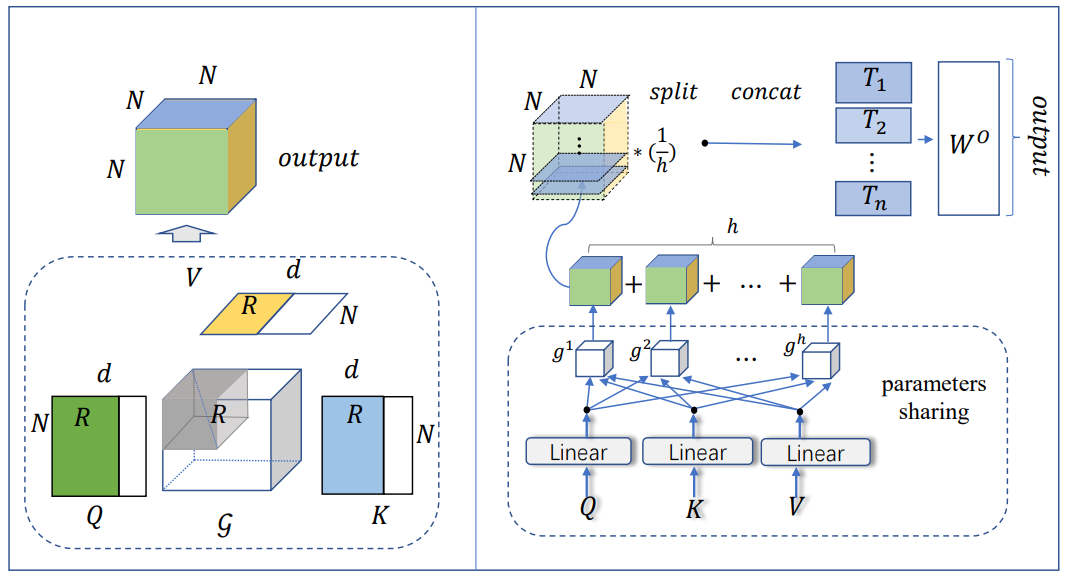 N
N
N
output
V
d
R
N
d
N
R
Q
R
𝒢
d
R
N
K
N
N
N
⋮
* (1/h)
split
concat
T₁
T₂
⋮
Tₙ
Wᴼ
output
h
+
+
...
+
g¹
g²
...
gʰ
parameters
sharing
Linear
Linear
Linear
Q
K
V